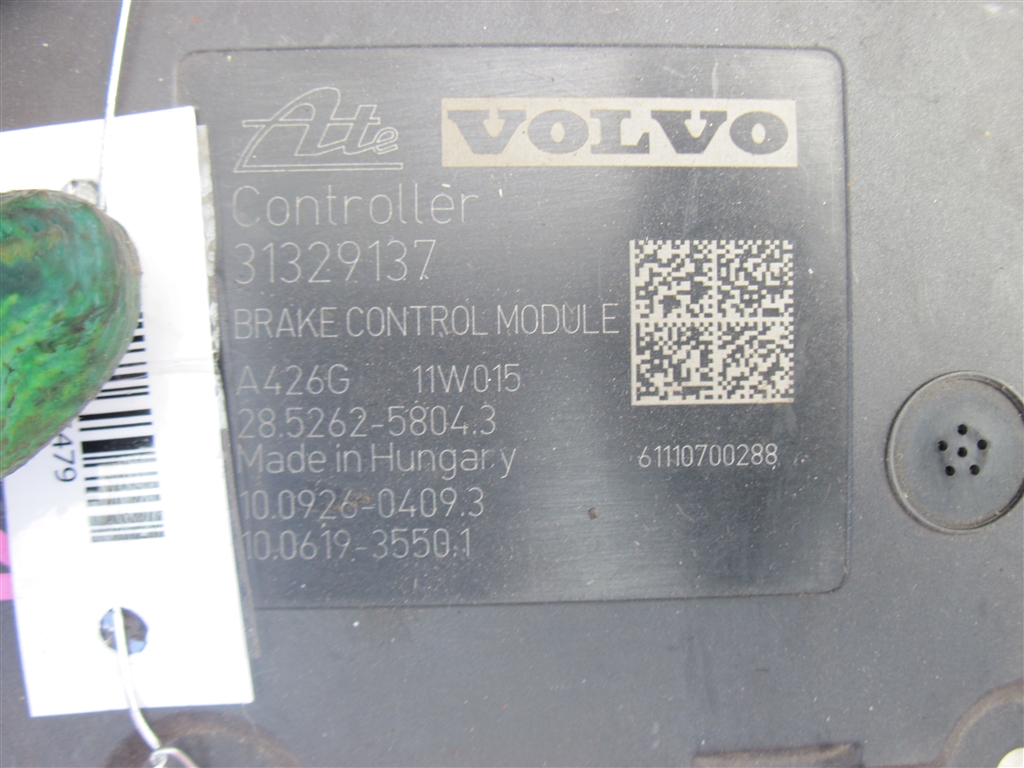 Ate VOLVO
Controller
31329137
BRAKE CONTROL MODULE
A426G 11W015
28.5262-5804.3
Made in Hungary
61110700288
10.0926-0409.3
10.0619-3550.1
479